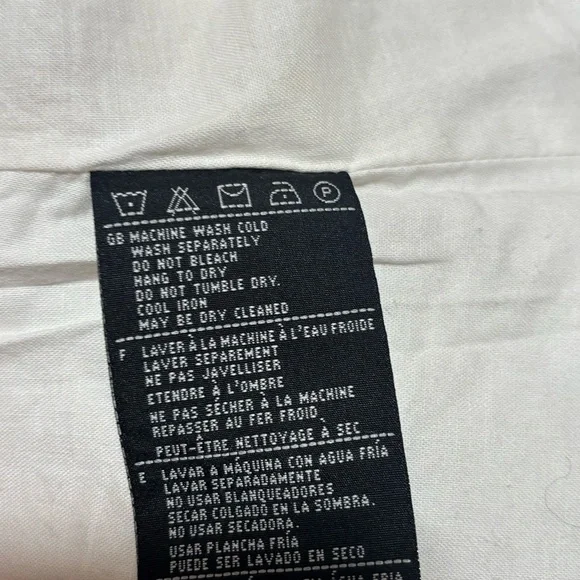 P
GB MACHINE WASH COLD
WASH SEPARATELY
DO NOT BLEACH
HANG TO DRY
DO NOT TUMBLE DRY.
COOL IRON
MAY BE DRY CLEANED
F LAVER À LA MACHINE À L'EAU FROIDE
LAVER SEPAREMENT
NE PAS JAVELLISER
ETENDRE À L'OMBRE
NE PAS SÉCHER À LA MACHINE
REPASSER AU FER FROID.
PEUT-ÊTRE NETTOYAGE À SEC
E LAVAR A MÁQUINA CON AGUA FRÍA
LAVAR SEPARADAMENTE
NO USAR BLANQUEADORES
SECAR COLGADO EN LA SOMBRA.
NO USAR SECADORA.
USAR PLANCHA FRÍA
PUEDE SER LAVADO EN SECO